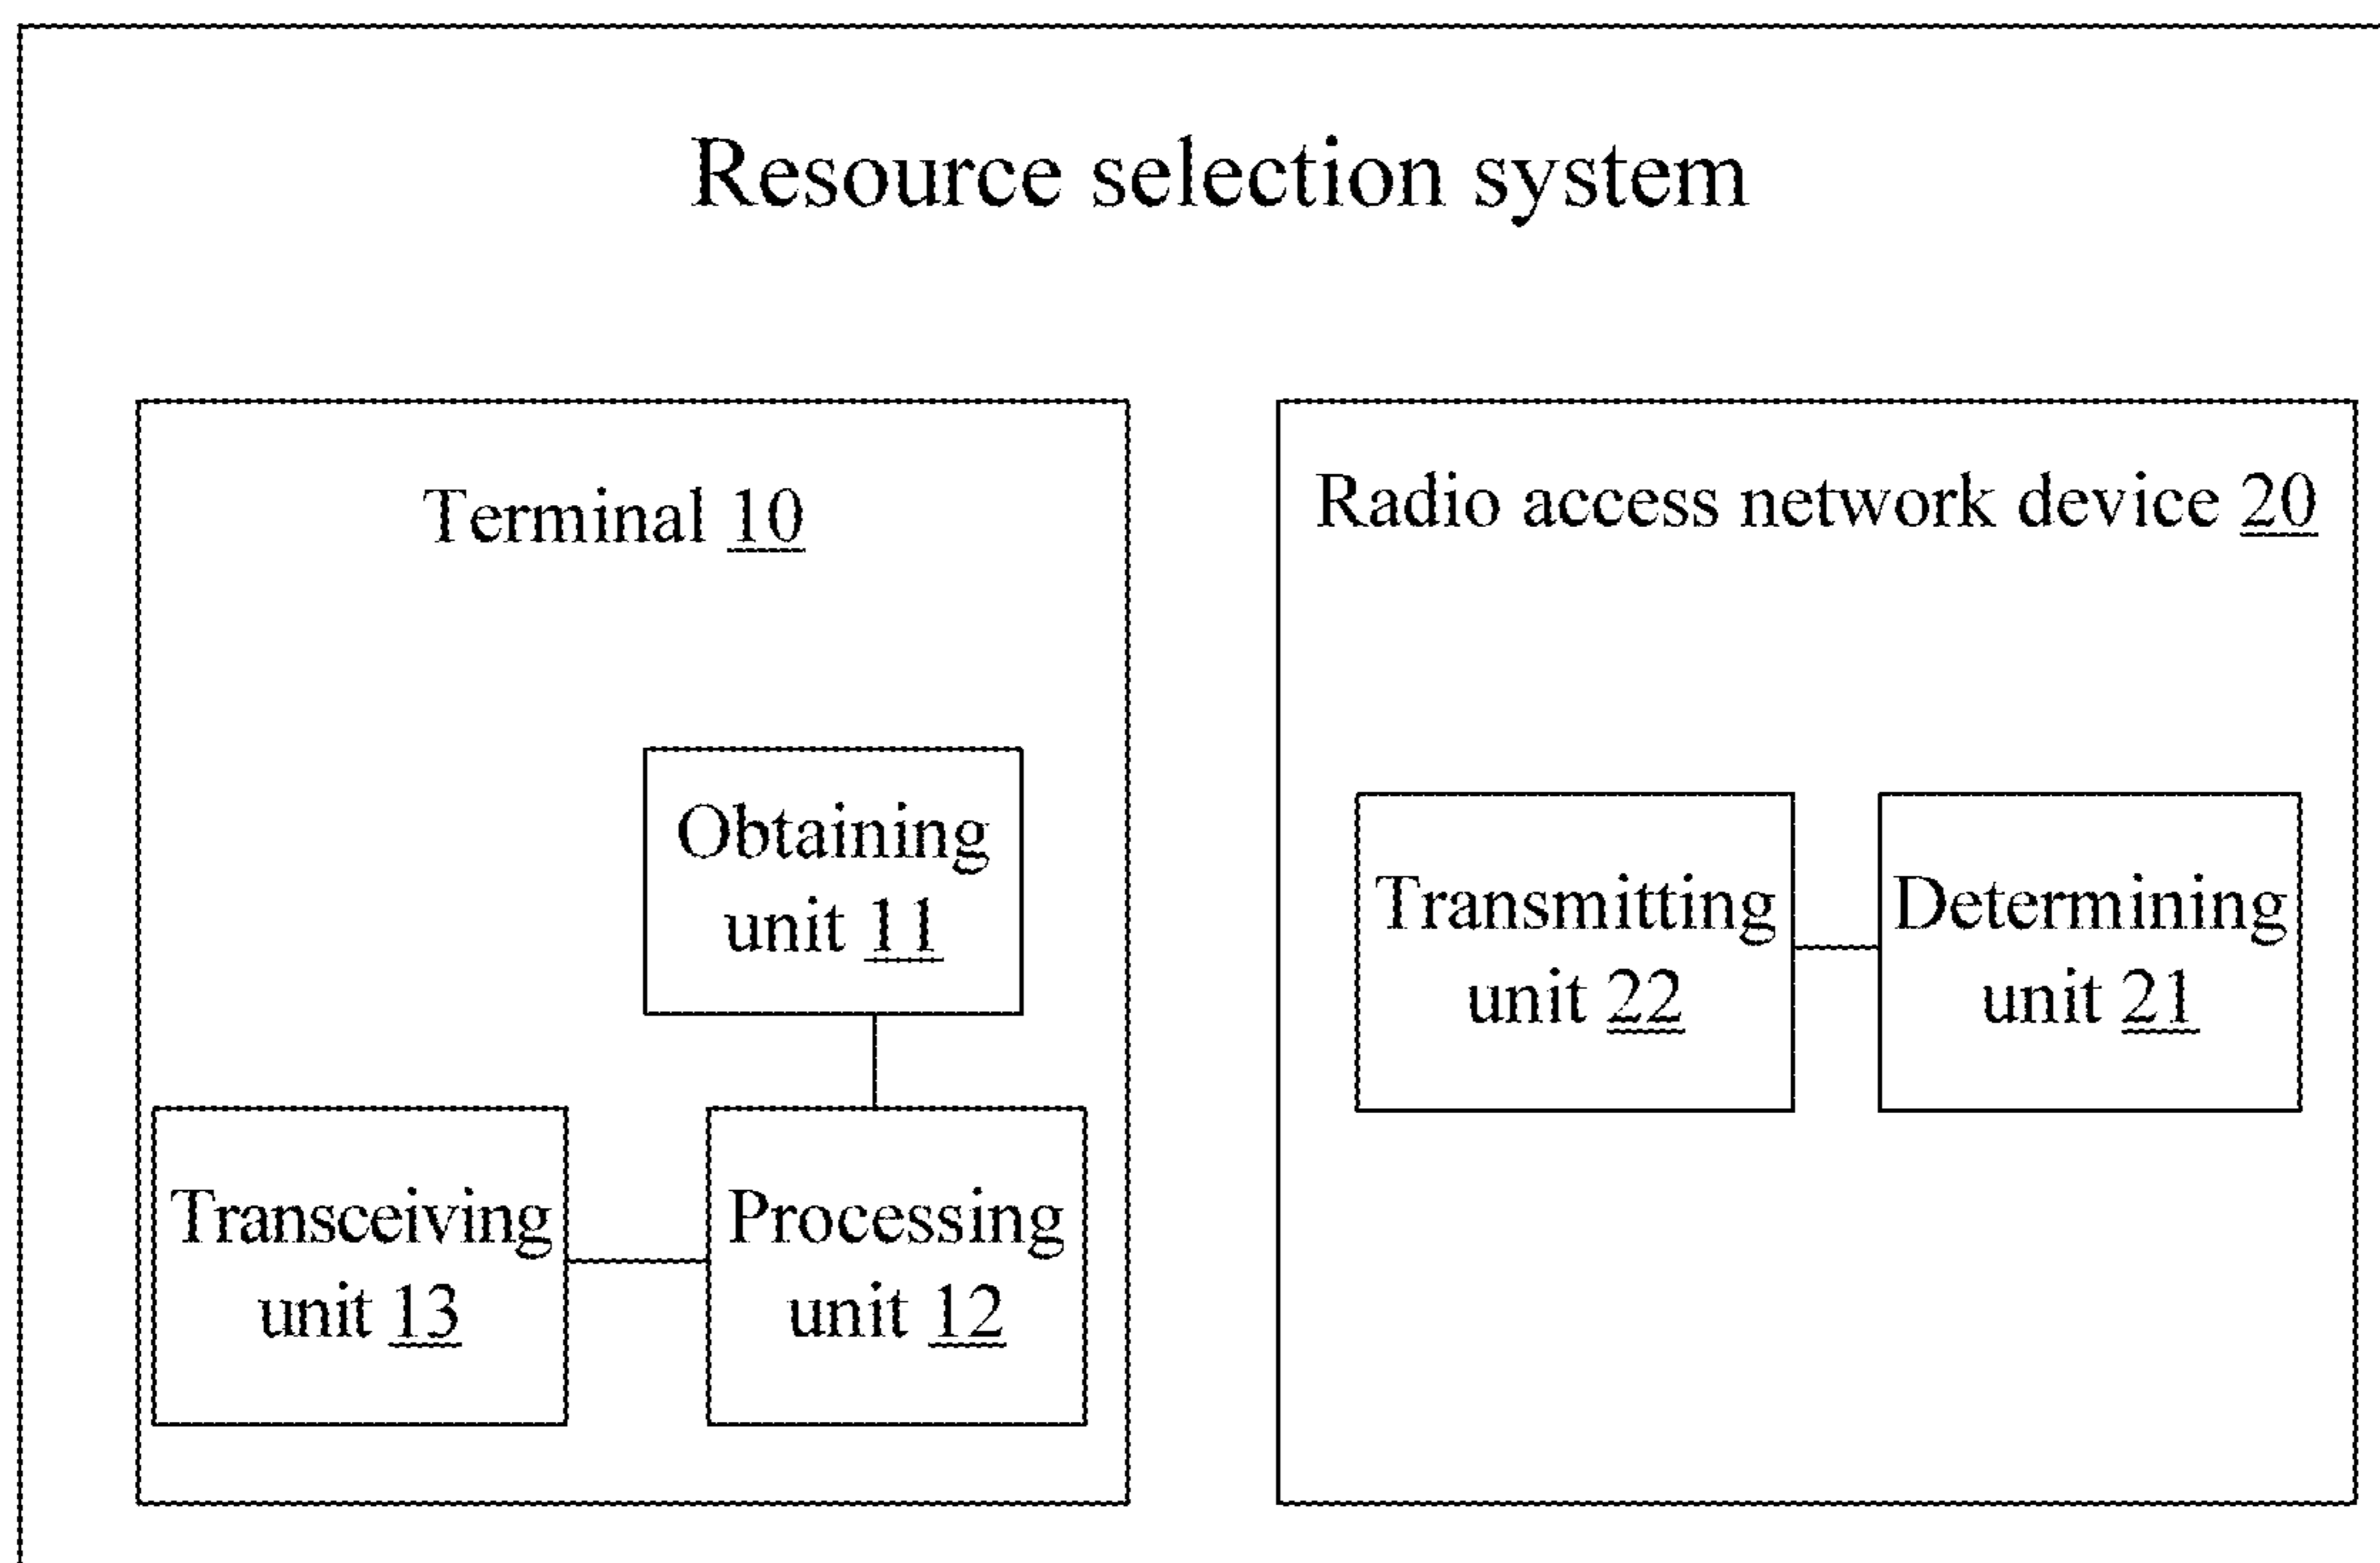 Resource selection system
Terminal 10
Obtaining
unit 11
Transceiving
unit 13
Processing
unit 12
Radio access network device 20
Transmitting
unit 22
Determining
unit 21